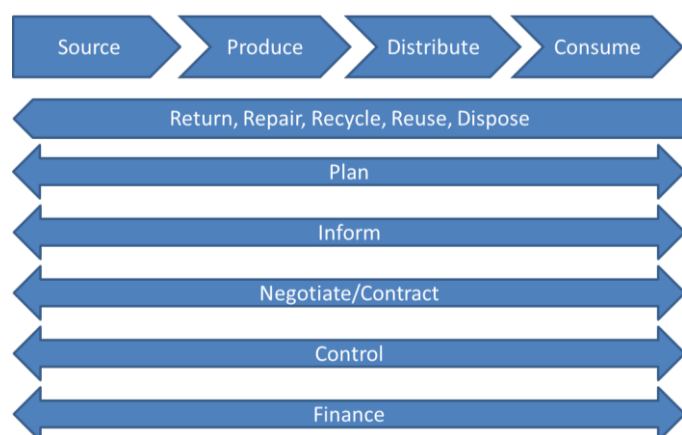 Source
Produce
Distribute
Consume
Return, Repair, Recycle, Reuse, Dispose
Plan
Inform
Negotiate/Contract
Control
Finance